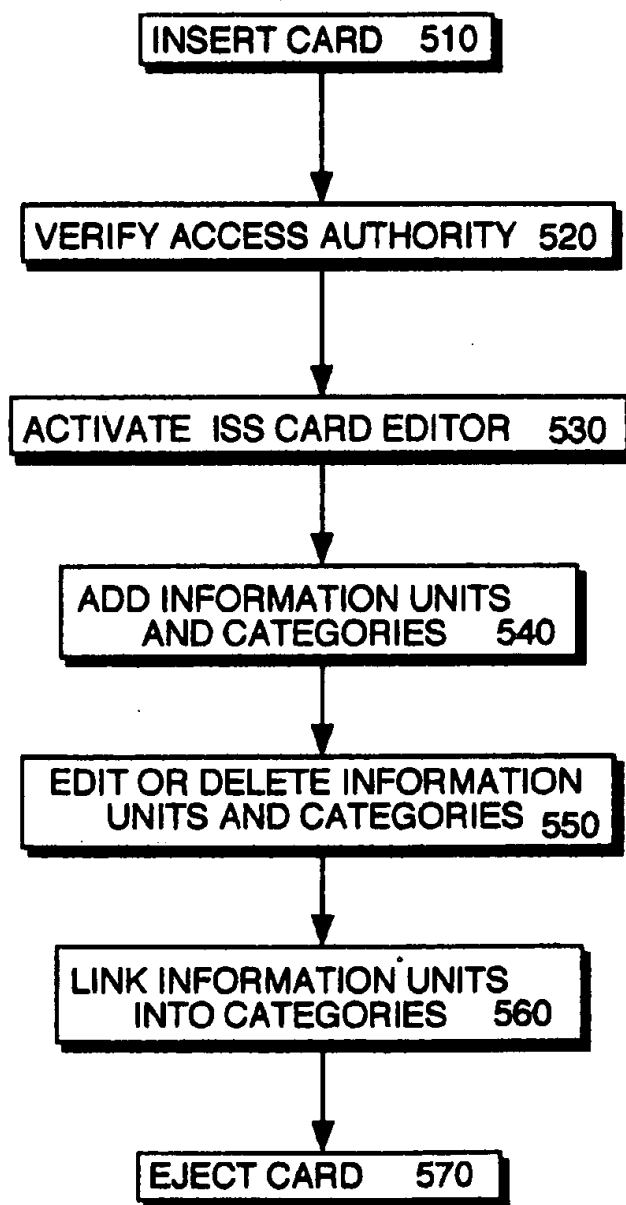 INSERT CARD 510
VERIFY ACCESS AUTHORITY 520
ACTIVATE ISS CARD EDITOR 530
ADD INFORMATION UNITS
AND CATEGORIES 540
EDIT OR DELETE INFORMATION
UNITS AND CATEGORIES 550
LINK INFORMATION UNITS
INTO CATEGORIES 560
EJECT CARD 570